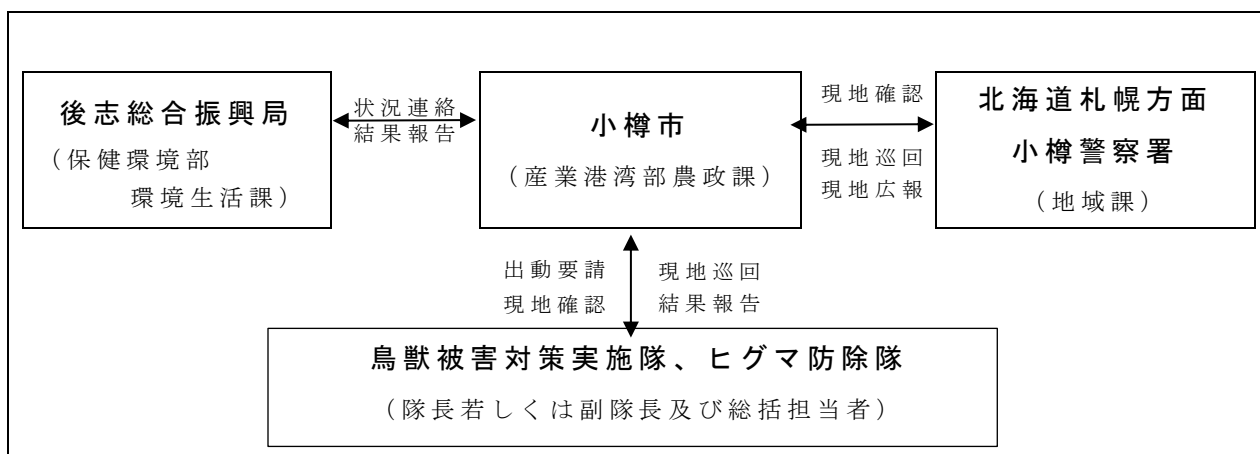 後志総合振興局
(保健環境部
環境生活課)
状況連絡
結果報告
小樽市
(産業港湾部農政課)
現地確認
現地巡回
現地広報
北海道札幌方面
小樽警察署
(地域課)
出動要請
現地確認
現地巡回
結果報告
鳥獣被害対策実施隊、ヒグマ防除隊
(隊長若しくは副隊長及び総括担当者)